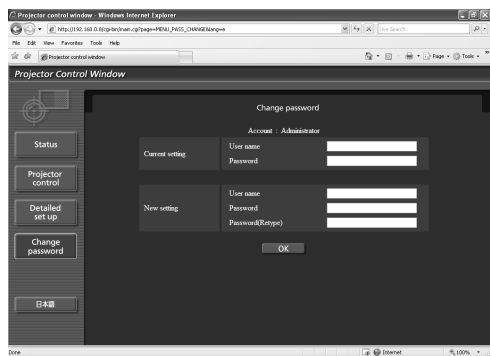 Projector control window - Windows Internet Explorer
http://192.168.0.8/cgi-bin/main.cgi?page=MENU_PASS_CHANGE&lang=e
Live Search
File Edit View Favorites Tools Help
Projector control window
Page Tools
Projector Control Window
Status
Projector control
Detailed set up
Change password
日本語
Change password
Account : Administrator
Current setting
User name
Password
New setting
User name
Password
Password(Retype)
OK
Done
Internet
100%